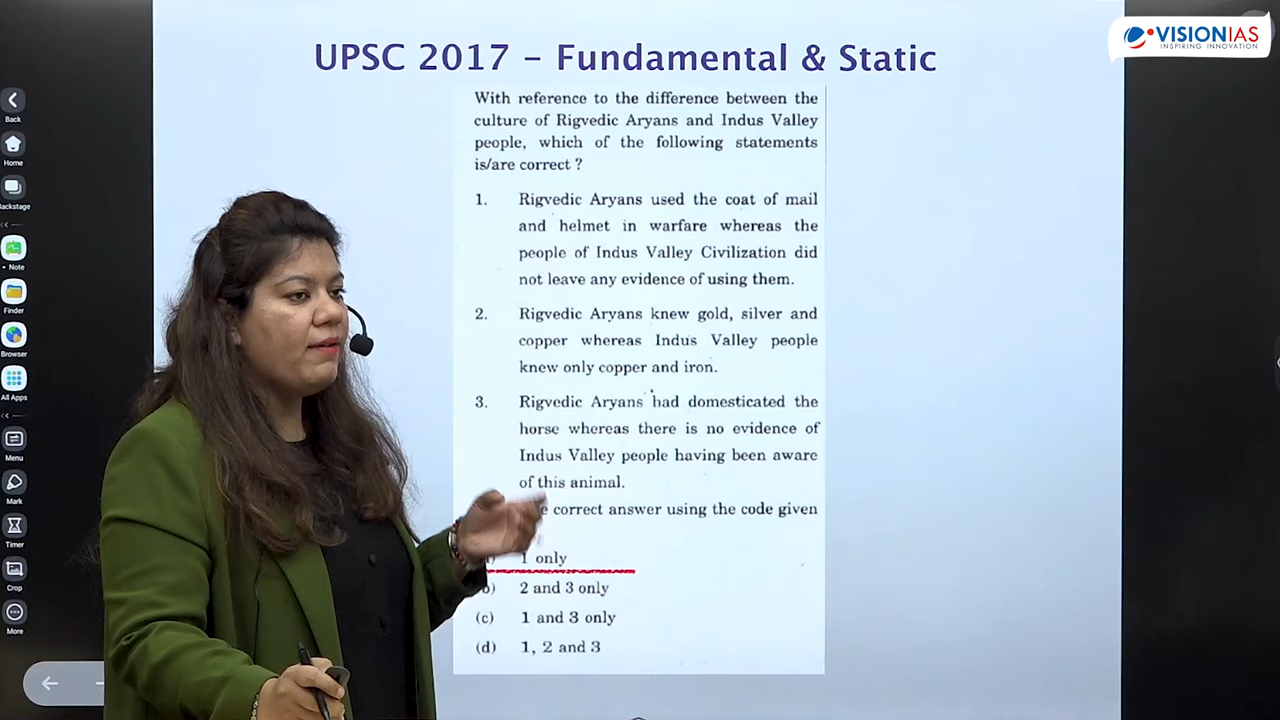 VISIONIAS
INSPIRING INNOVATION
UPSC 2017 – Fundamental & Static
With reference to the difference between the
culture of Rigvedic Aryans and Indus Valley
people, which of the following statements
is/are correct ?
1. Rigvedic Aryans used the coat of mail
and helmet in warfare whereas the
people of Indus Valley Civilization did
not leave any evidence of using them.
2. Rigvedic Aryans knew gold, silver and
copper whereas Indus Valley people
knew only copper and iron.
3. Rigvedic Aryans had domesticated the
horse whereas there is no evidence of
Indus Valley people having been aware
of this animal.
correct answer using the code given
1 only
b) 2 and 3 only
(c) 1 and 3 only
(d) 1, 2 and 3
Back
Home
Backstage
Note
Finder
Browser
All Apps
Menu
Mark
Timer
Crop
More